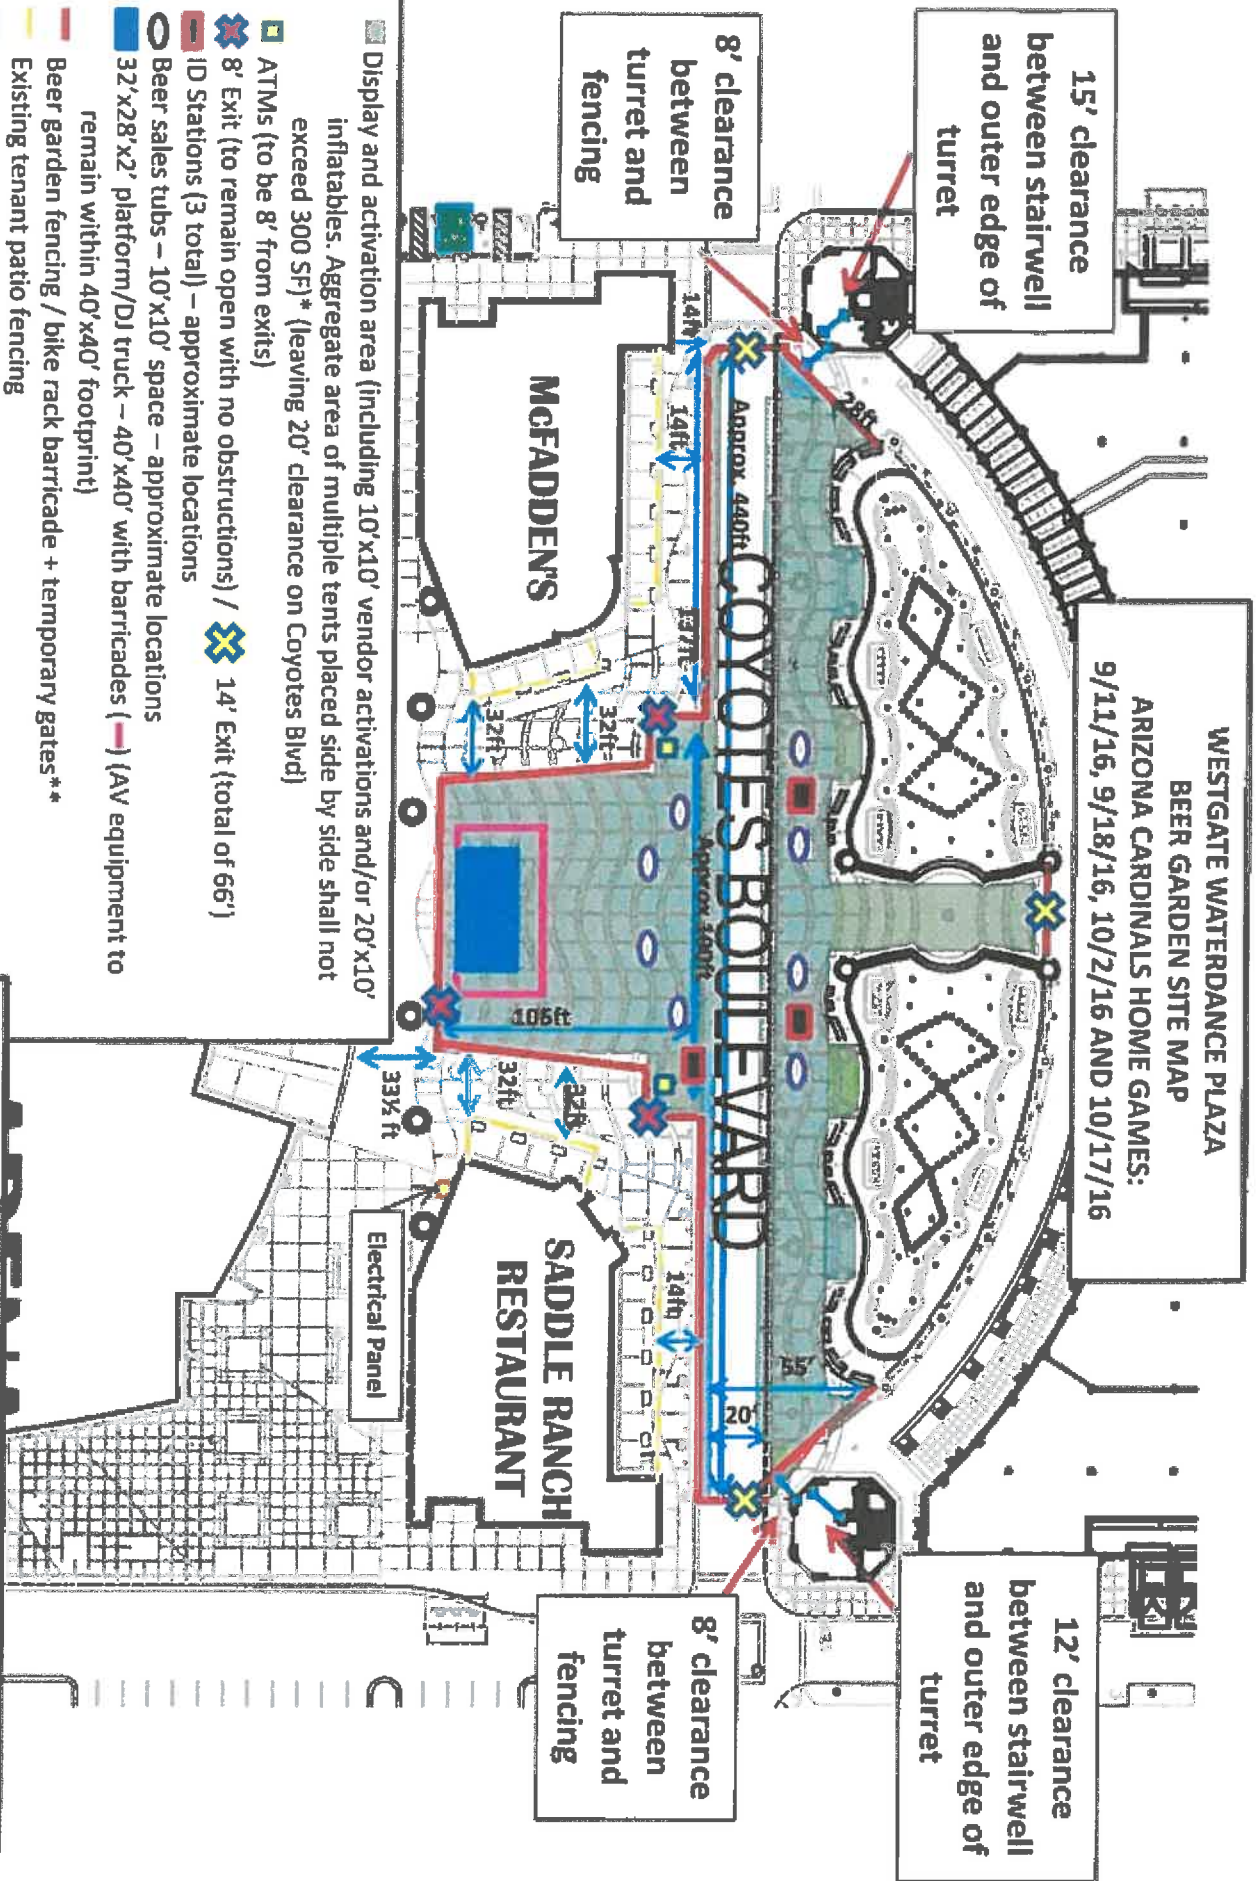 WESTGATE WATERDANCE PLAZA
BEER GARDEN SITE MAP
ARIZONA CARDINALS HOME GAMES:
9/11/16, 9/18/16, 10/2/16 AND 10/17/16
15’ clearance
between stairwell
and outer edge of
turret
12’ clearance
between stairwell
and outer edge of
turret
8’ clearance
between
turret and
fencing
8’ clearance
between
turret and
fencing
28ft
55’
20’
Approx. 440ft
COYOTES BOULEVARD
14ft
14ft
Approx. 190ft
14ft
32ft
32ft
32ft
32ft
106ft
33½ ft
McFADDEN'S
SADDLE RANCH
RESTAURANT
Electrical Panel
Display and activation area (including 10’x10’ vendor activations and/or 20’x10’
inflatables. Aggregate area of multiple tents placed side by side shall not
exceed 300 SF)* (leaving 20’ clearance on Coyotes Blvd)
ATMs (to be 8’ from exits)
8’ Exit (to remain open with no obstructions) / 14’ Exit (total of 66’)
ID Stations (3 total) – approximate locations
Beer sales tubs – 10’x10’ space – approximate locations
32’x28’x2’ platform/DJ truck – 40’x40’ with barricades (—) (AV equipment to
remain within 40’x40’ footprint)
Beer garden fencing / bike rack barricade + temporary gates**
Existing tenant patio fencing